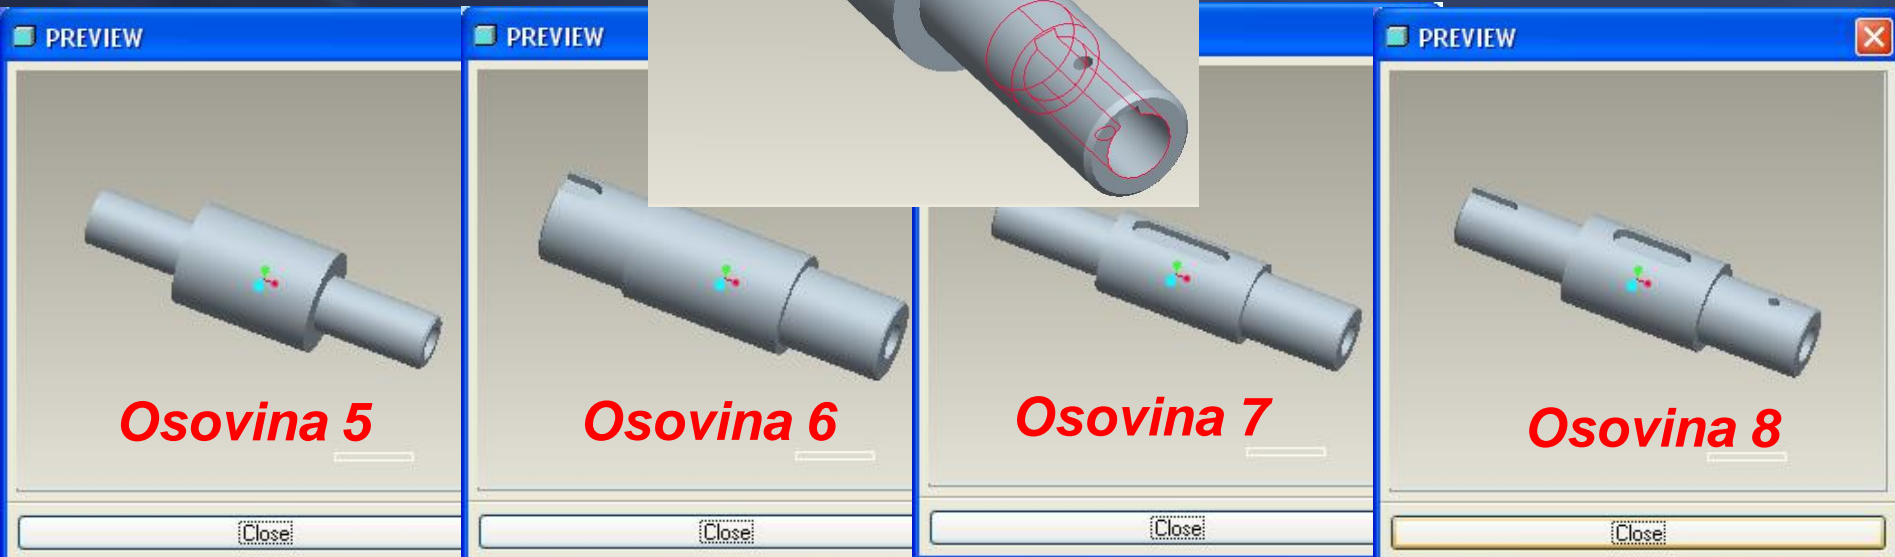 PREVIEW
Osovina 5
Close
PREVIEW
Osovina 6
Close
Osovina 7
Close
PREVIEW
Osovina 8
Close